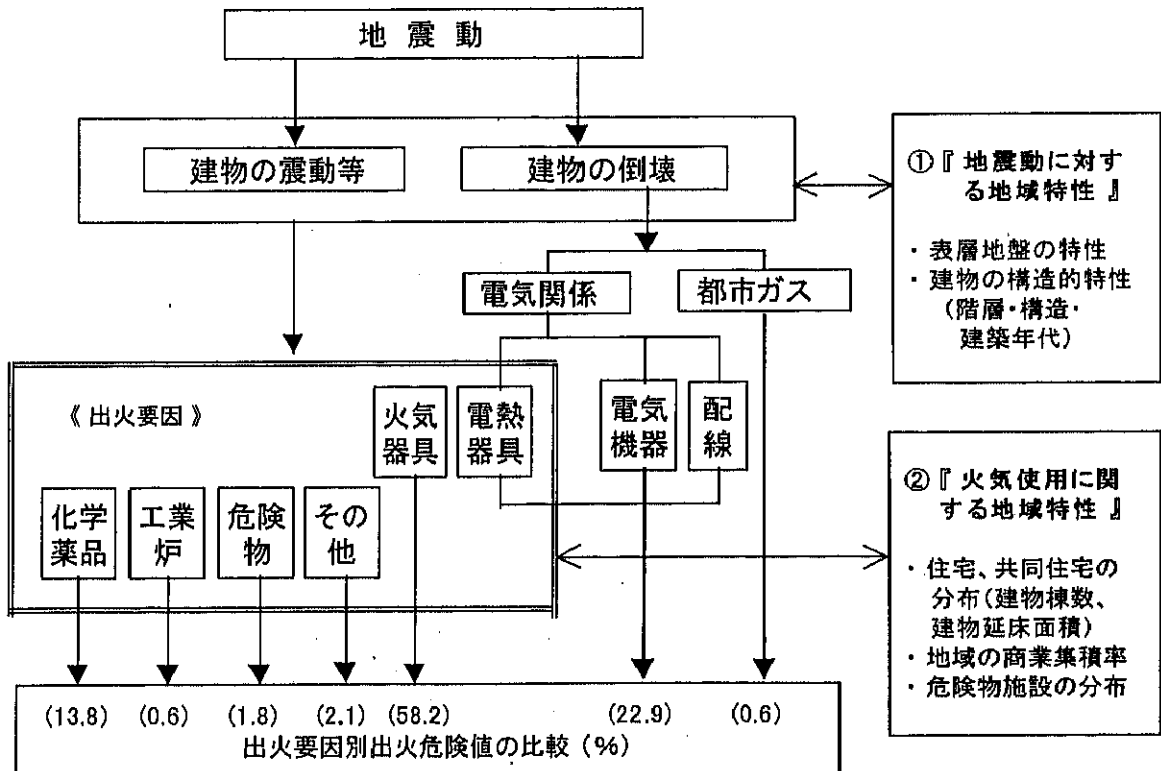 地 震 動
建物の震動等
建物の倒壊
①『 地震動に対す
る地域特性 』
・ 表層地盤の特性
・ 建物の構造的特性
(階層・構造・
建築年代)
電気関係
都市ガス
《 出火要因 》
火気
器具
電熱
器具
電気
機器
配
線
化学
薬品
工業
炉
危険
物
その
他
②『 火気使用に関
する地域特性 』
・ 住宅、共同住宅の
分布(建物棟数、
建物延床面積)
・ 地域の商業集積率
・ 危険物施設の分布
(13.8) (0.6) (1.8) (2.1) (58.2) (22.9) (0.6)
出火要因別出火危険値の比較 (%)